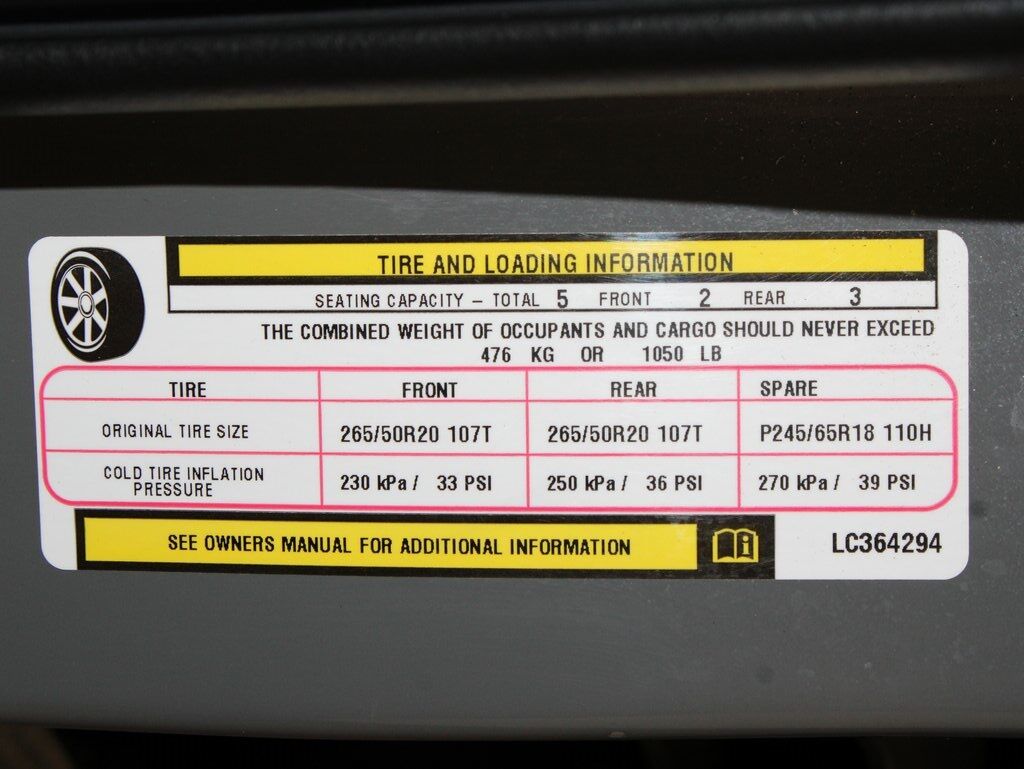 TIRE AND LOADING INFORMATION
SEATING CAPACITY – TOTAL 5 FRONT 2 REAR 3
THE COMBINED WEIGHT OF OCCUPANTS AND CARGO SHOULD NEVER EXCEED
476 KG OR 1050 LB
TIRE FRONT REAR SPARE
ORIGINAL TIRE SIZE 265/50R20 107T 265/50R20 107T P245/65R18 110H
COLD TIRE INFLATION
PRESSURE 230 kPa / 33 PSI 250 kPa / 36 PSI 270 kPa / 39 PSI
SEE OWNERS MANUAL FOR ADDITIONAL INFORMATION i LC364294